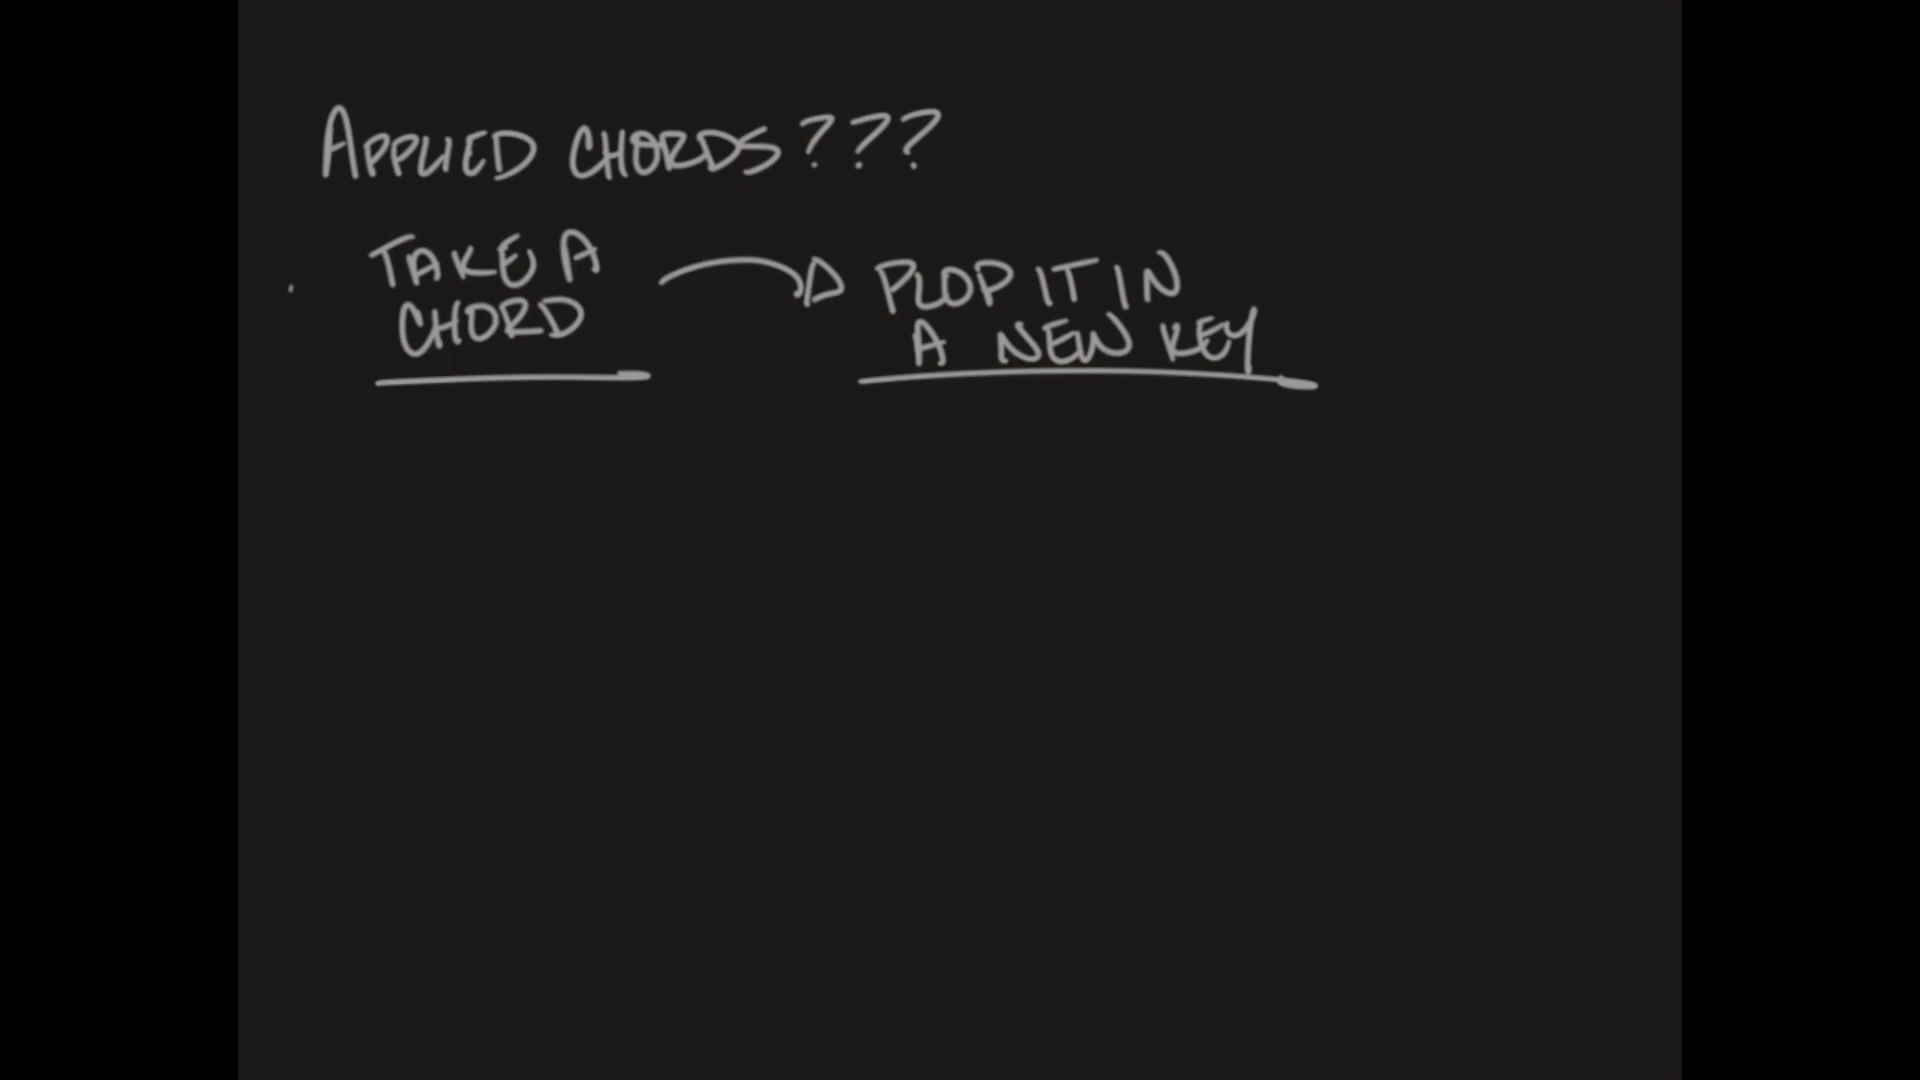 APPLIED CHORDS???
TAKE A
CHORD
PLOP IT IN
A NEW KEY